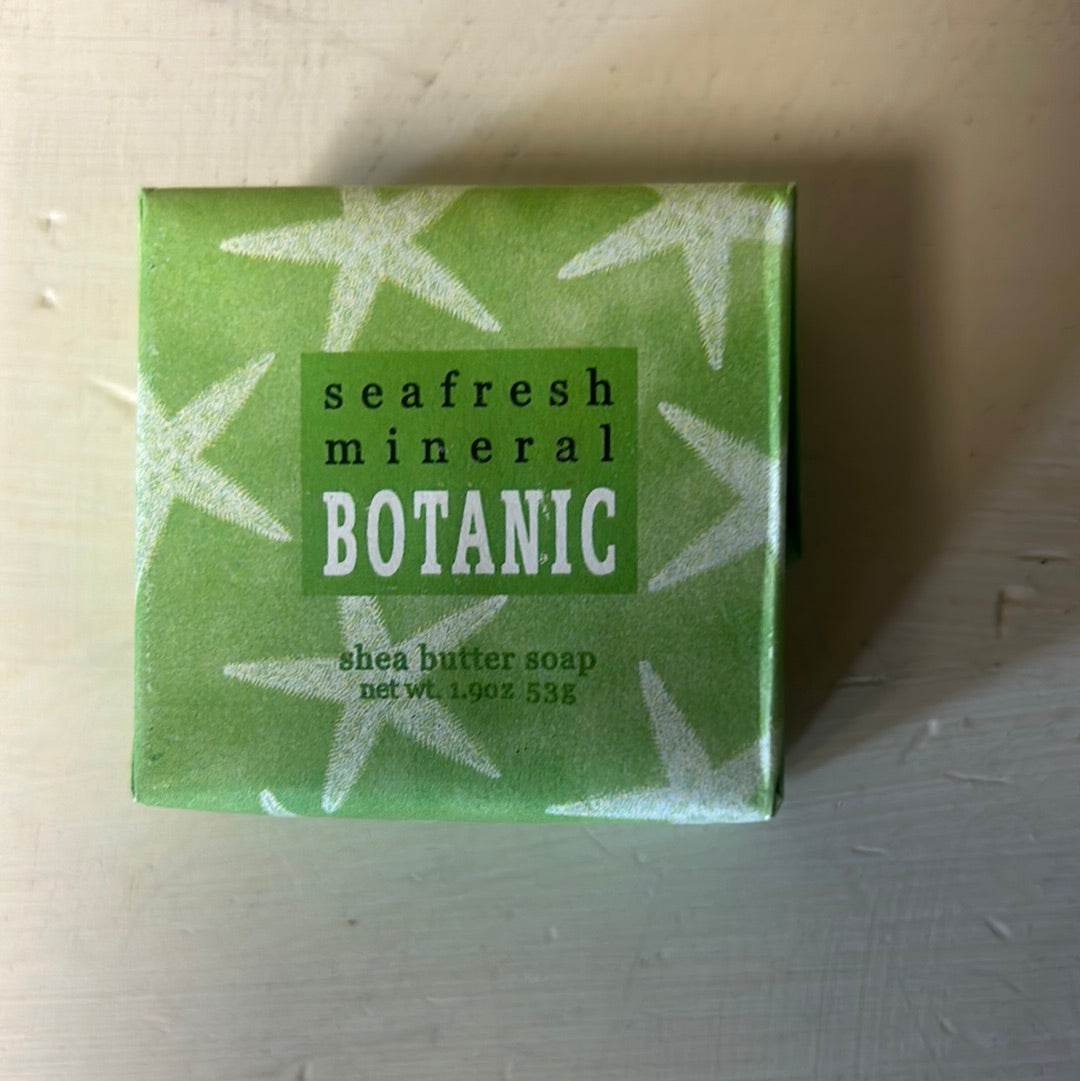 seafresh
mineral
BOTANIC
shea butter soap
net wt. 1.9oz 53g